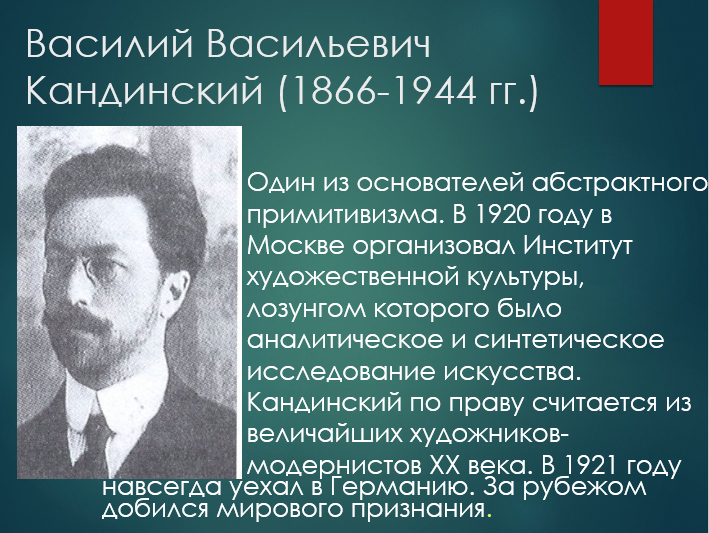 Василий Васильевич
Кандинский (1866-1944 гг.)
Один из основателей абстрактного
примитивизма. В 1920 году в
Москве организовал Институт
художественной культуры,
лозунгом которого было
аналитическое и синтетическое
исследование искусства.
Кандинский по праву считается из
величайших художников-
модернистов XX века. В 1921 году
навсегда уехал в Германию. За рубежом
добился мирового признания.